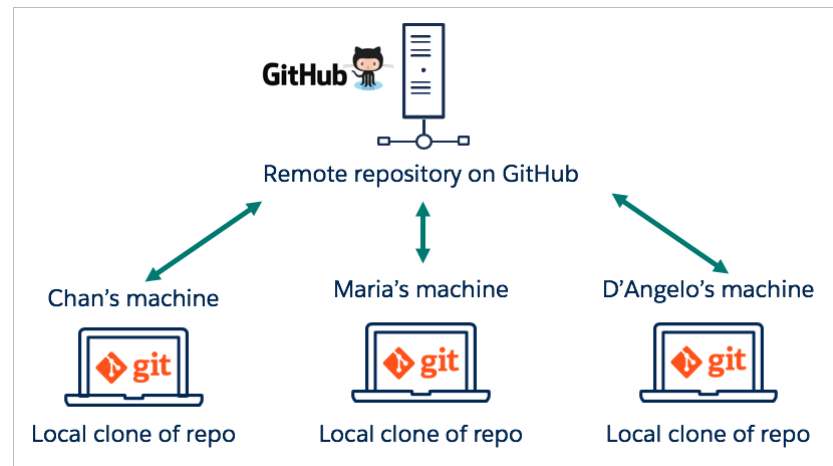 GitHub
Remote repository on GitHub
Chan’s machine
Maria’s machine
D’Angelo’s machine
git
git
git
Local clone of repo
Local clone of repo
Local clone of repo